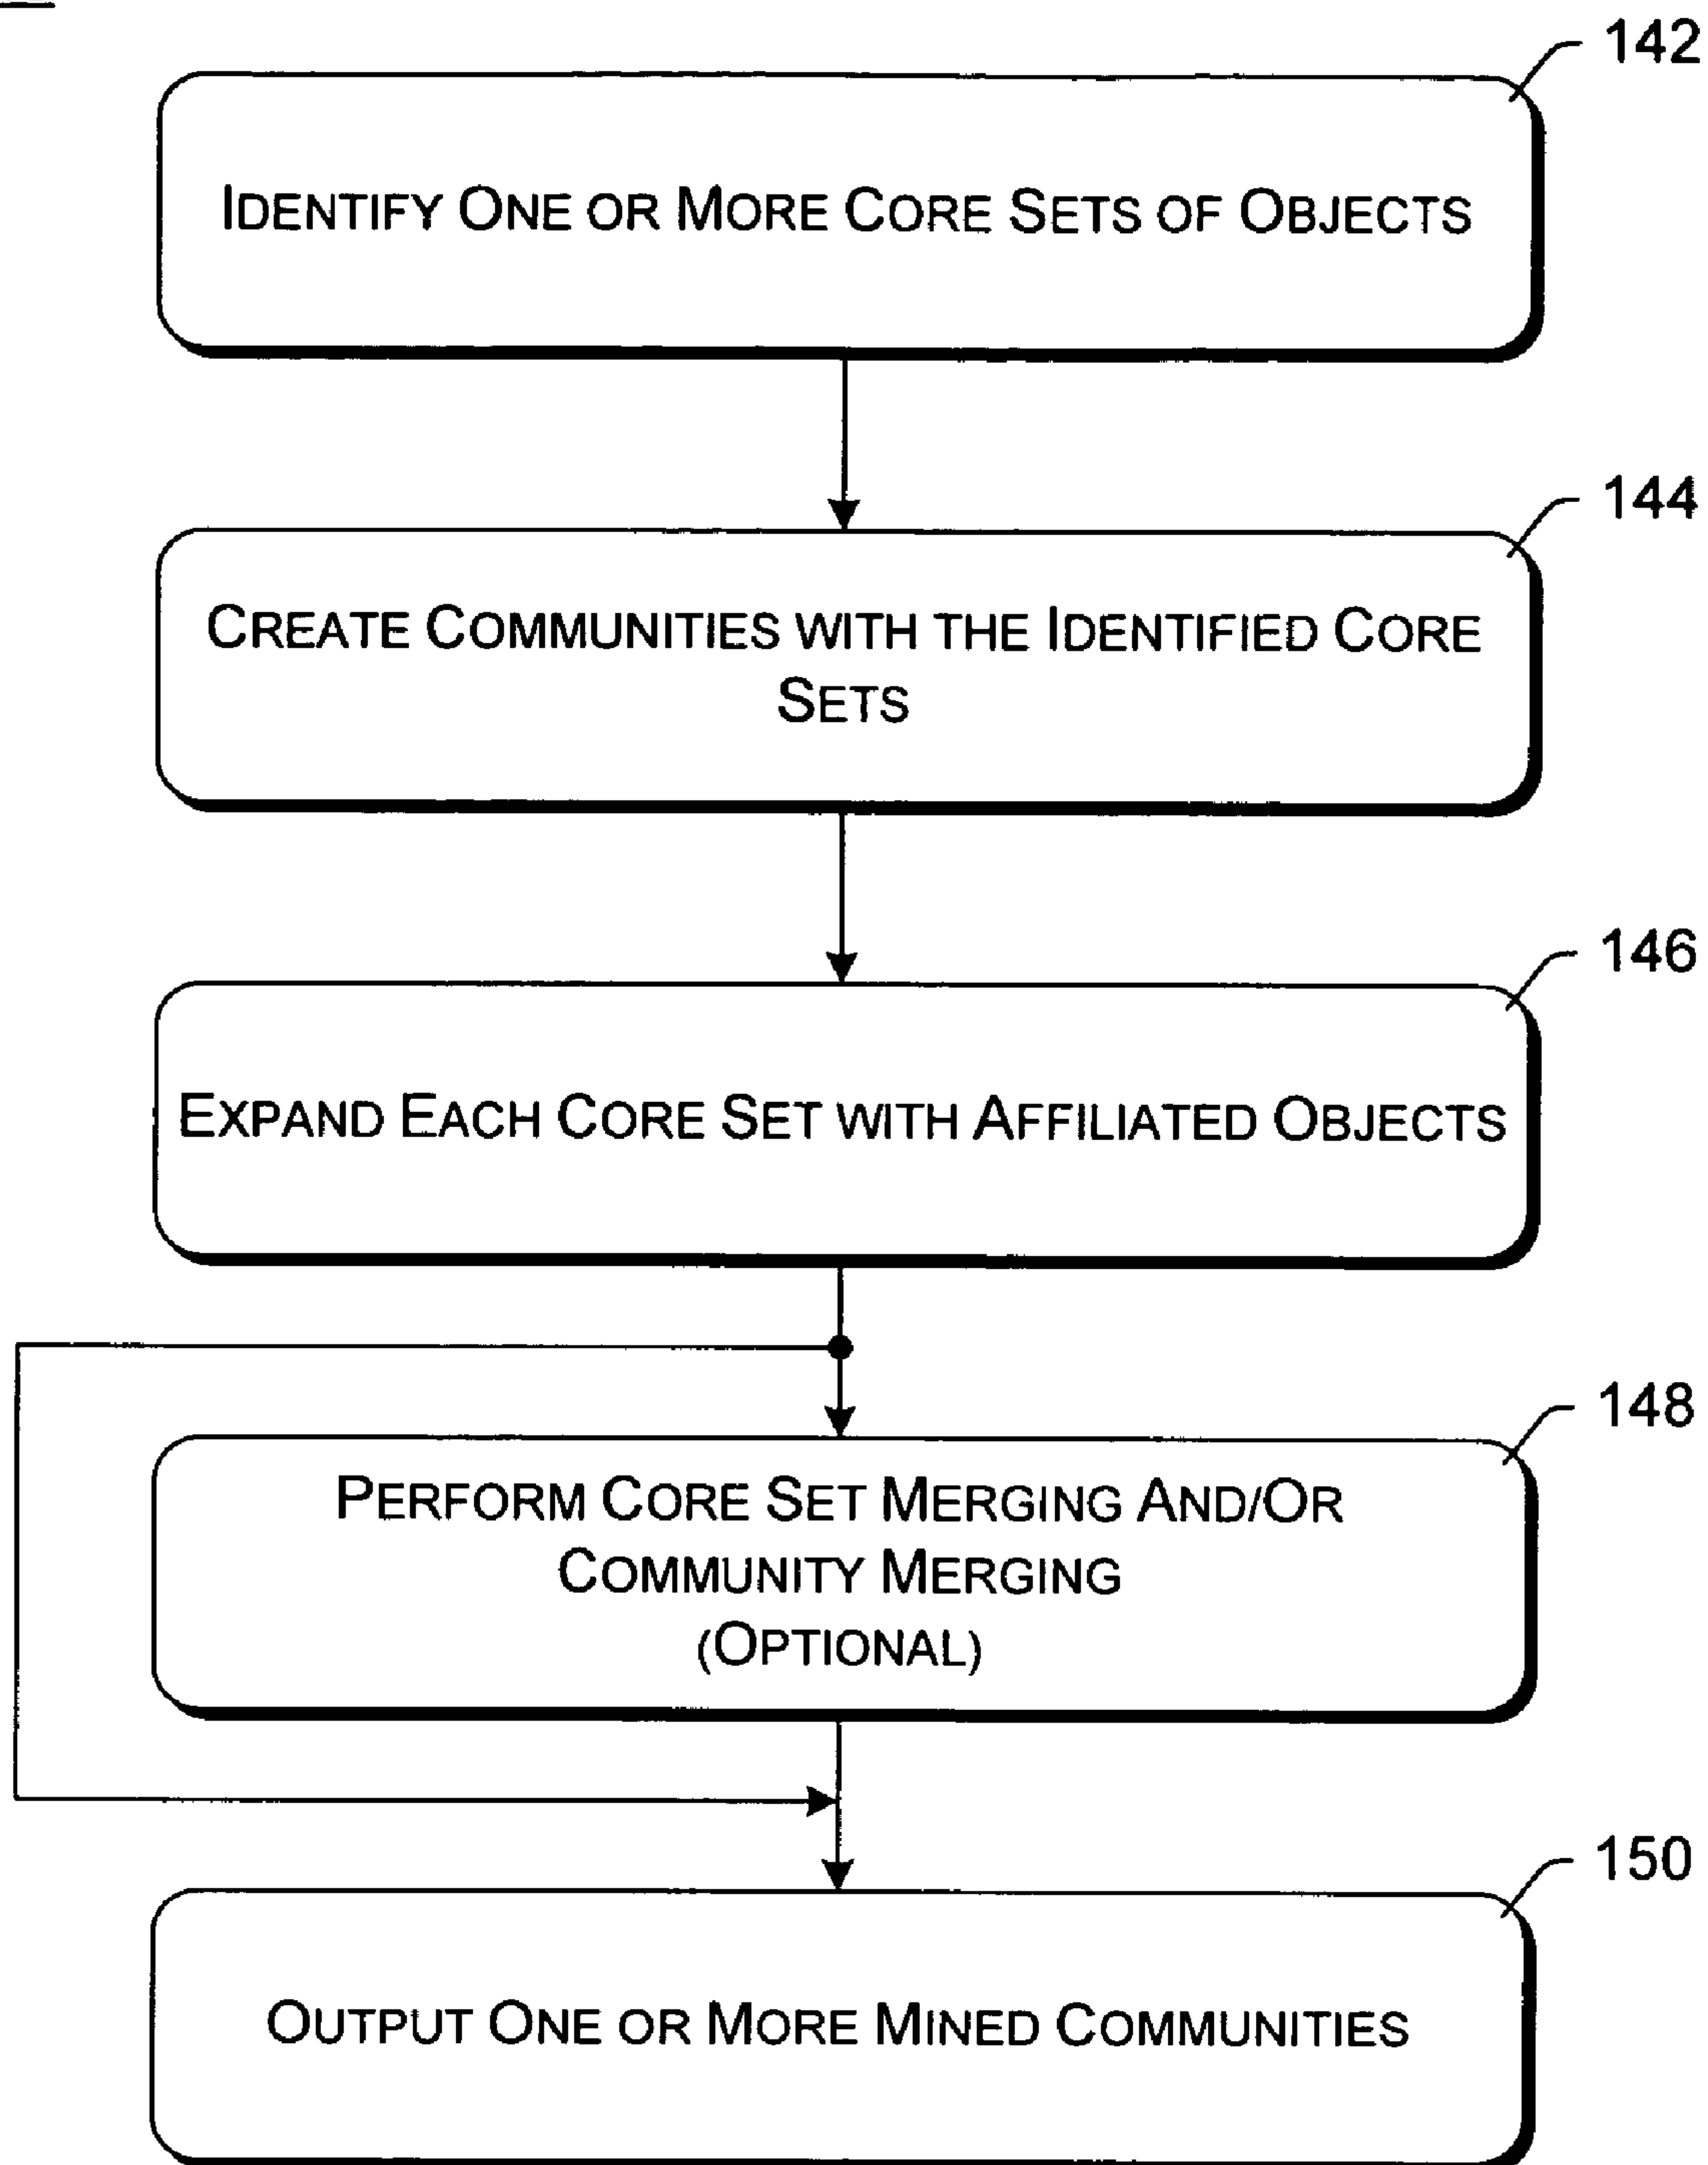 142
IDENTIFY ONE OR MORE CORE SETS OF OBJECTS
144
CREATE COMMUNITIES WITH THE IDENTIFIED CORE
SETS
146
EXPAND EACH CORE SET WITH AFFILIATED OBJECTS
148
PERFORM CORE SET MERGING AND/OR
COMMUNITY MERGING
(OPTIONAL)
150
OUTPUT ONE OR MORE MINED COMMUNITIES